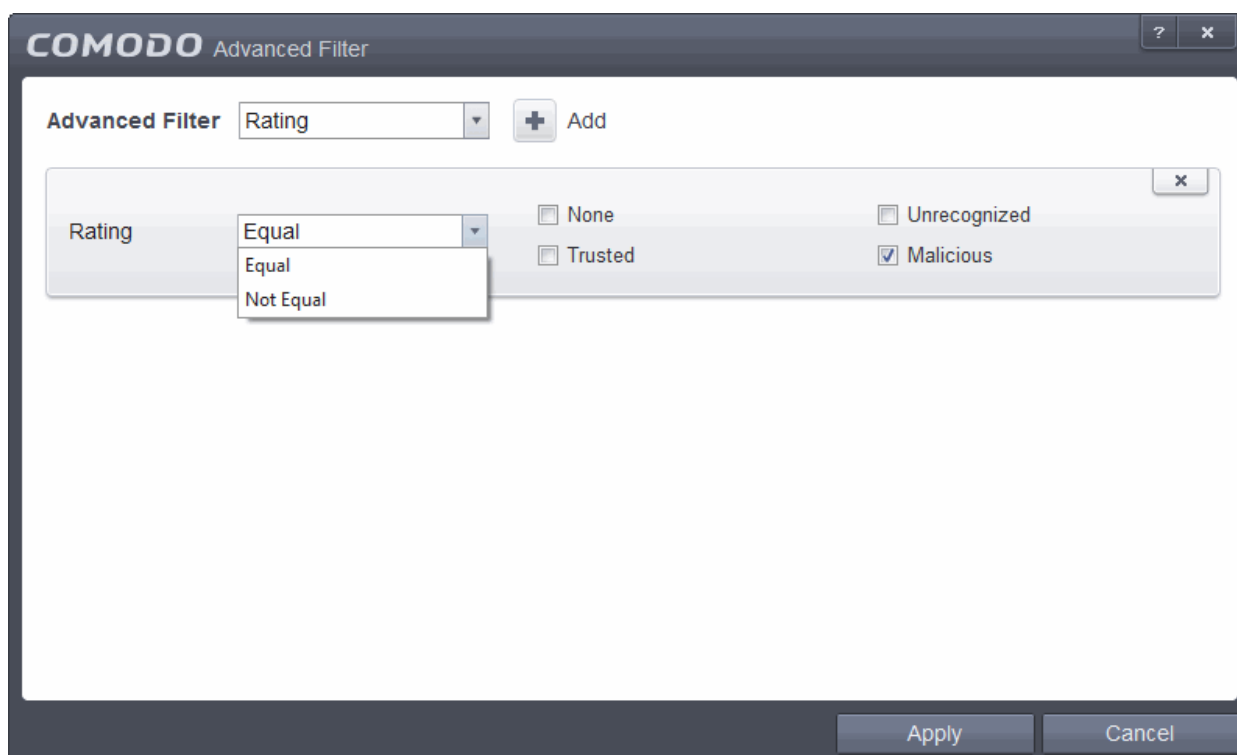 COMODO Advanced Filter ? x
Advanced Filter Rating + Add
x
Rating Equal None Unrecognized
Equal Trusted Malicious
Not Equal
Apply Cancel